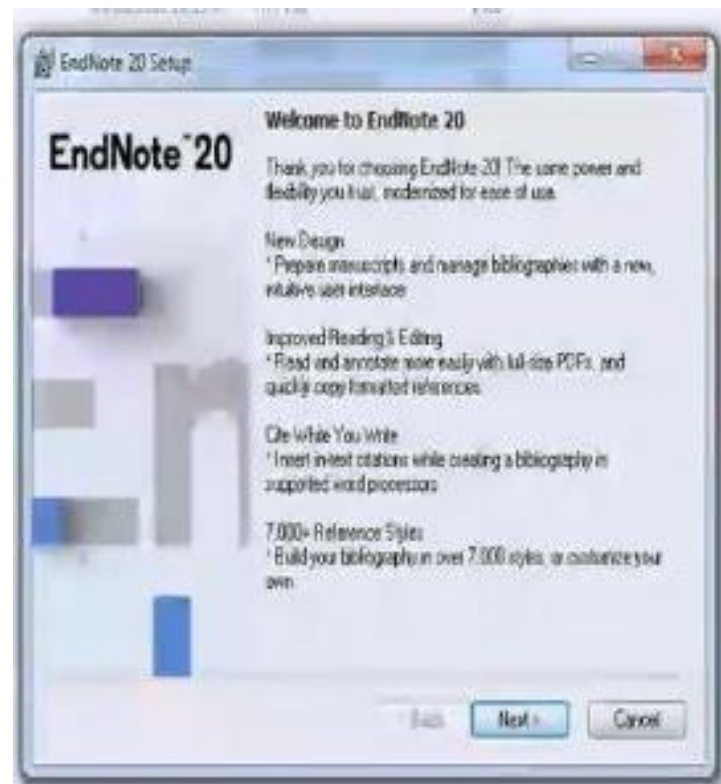 EndNote 20 Setup
EndNote™20
Welcome to EndNote 20
Thank you for choosing EndNote 20! The same power and
flexibility you trust, modernized for ease of use.
New Design
* Prepare manuscripts and manage bibliographies with a new,
intuitive user interface
Improved Reading & Editing
* Read and annotate more easily with full-size PDFs, and
quickly copy formatted references.
Cite While You Write
* Insert in-text citations while creating a bibliography in
supported word processors
7,000+ Reference Styles
* Build your bibliography in over 7,000 styles, or customize your
own.
< Back
Next >
Cancel